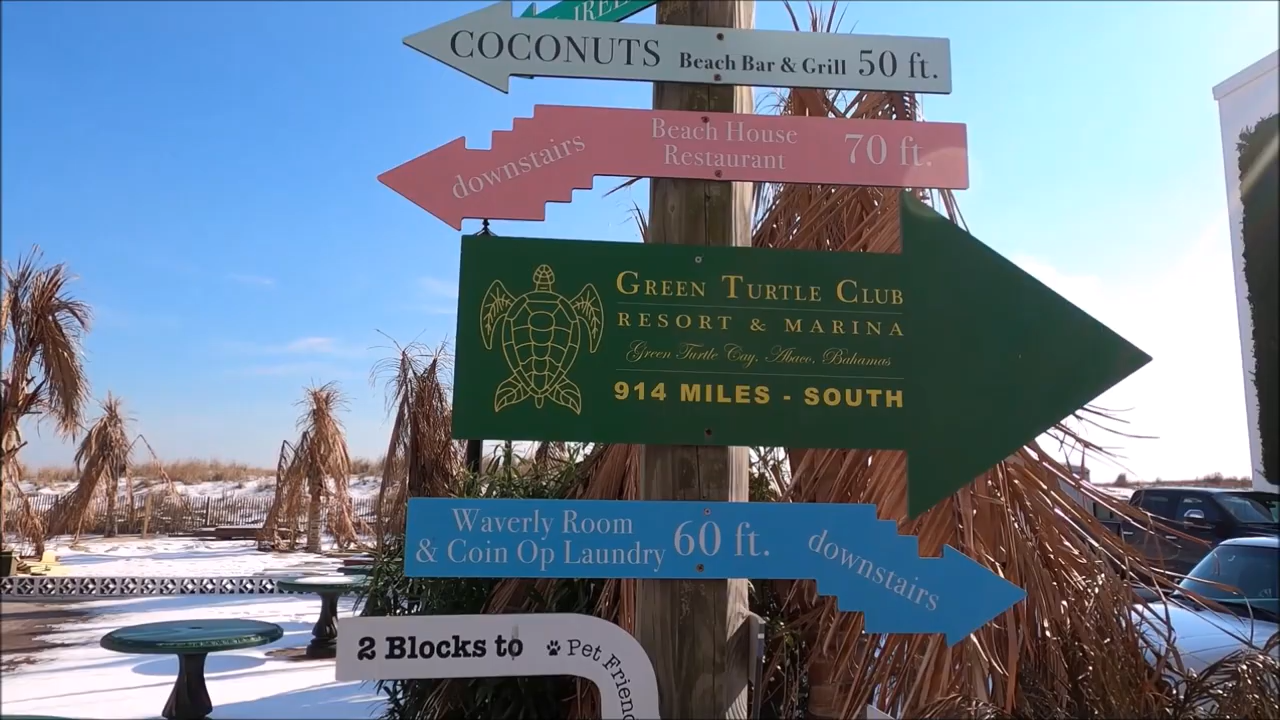 COCONUTS Beach Bar & Grill 50 ft.
downstairs Beach House Restaurant 70 ft.
GREEN TURTLE CLUB
RESORT & MARINA
Green Turtle Cay, Abaco, Bahamas
914 MILES - SOUTH
Waverly Room
& Coin Op Laundry 60 ft. downstairs
2 Blocks to Pet